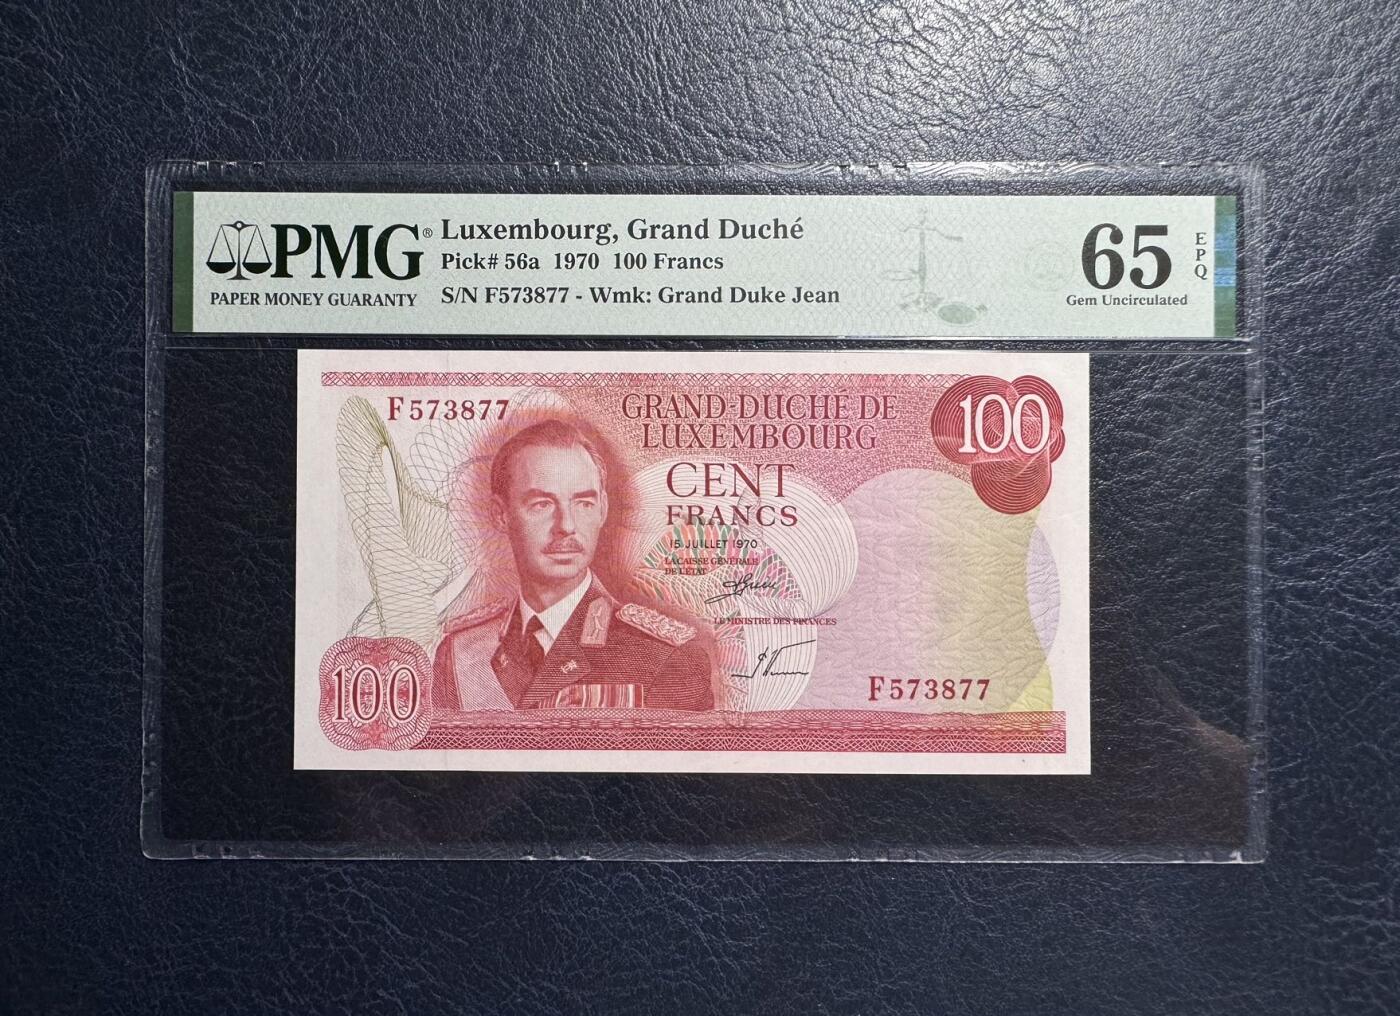 PMG®
PAPER MONEY GUARANTY
Luxembourg, Grand Duché
Pick# 56a 1970 100 Francs
S/N F573877 - Wmk: Grand Duke Jean
65
EPQ
Gem Uncirculated
F573877
GRAND-DUCHÉ DE
LUXEMBOURG
100
CENT
FRANCS
15 JUILLET 1970
LA CAISSE GÉNÉRALE
DE L'ÉTAT
LE MINISTRE DES FINANCES
F573877
100